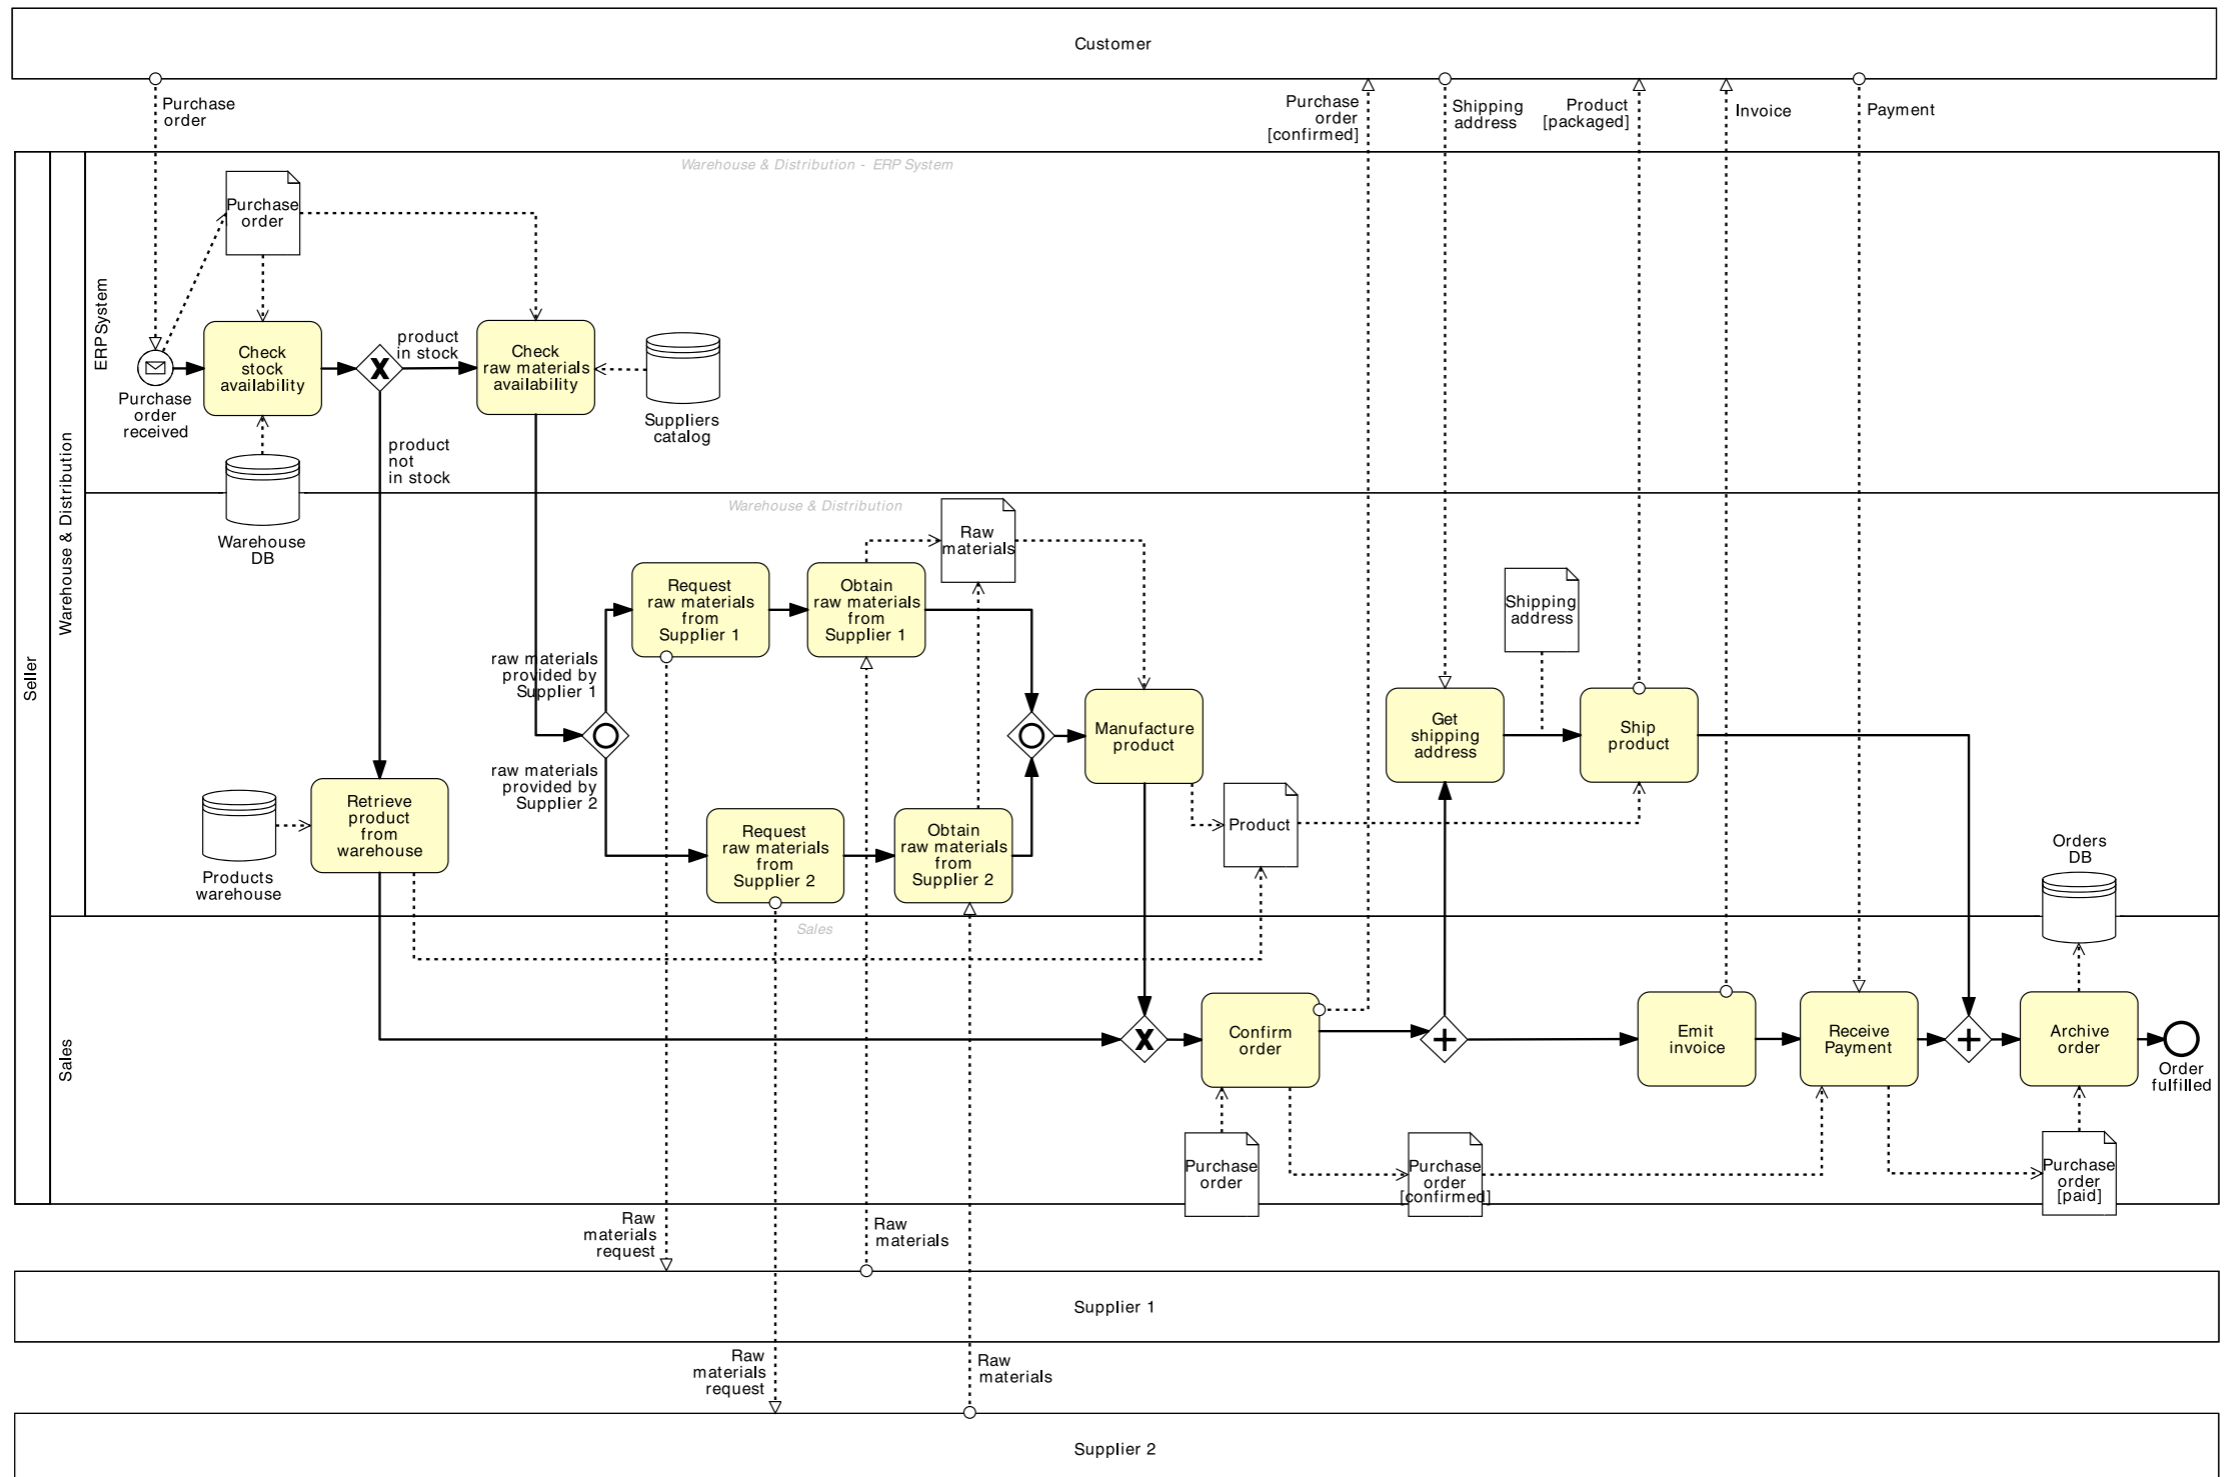 Customer
Purchase
order
Purchase
order
[confirmed]
Shipping
address
Product
[packaged]
Invoice
Payment
Seller
Warehouse & Distribution
ERP System
Warehouse & Distribution - ERP System
Purchase
order
Purchase
order
received
Check
stock
availability
product
in stock
product
not
in stock
Check
raw materials
availability
Suppliers
catalog
Warehouse
DB
Warehouse & Distribution
Raw
materials
Request
raw materials
from
Supplier 1
Obtain
raw materials
from
Supplier 1
raw materials
provided by
Supplier 1
raw materials
provided by
Supplier 2
Request
raw materials
from
Supplier 2
Obtain
raw materials
from
Supplier 2
Manufacture
product
Product
Shipping
address
Get
shipping
address
Ship
product
Retrieve
product
from
warehouse
Products
warehouse
Orders
DB
Sales
Sales
Confirm
order
Emit
invoice
Receive
Payment
Archive
order
Order
fulfilled
Purchase
order
Purchase
order
[confirmed]
Purchase
order
[paid]
Raw
materials
request
Raw
materials
Supplier 1
Raw
materials
request
Raw
materials
Supplier 2